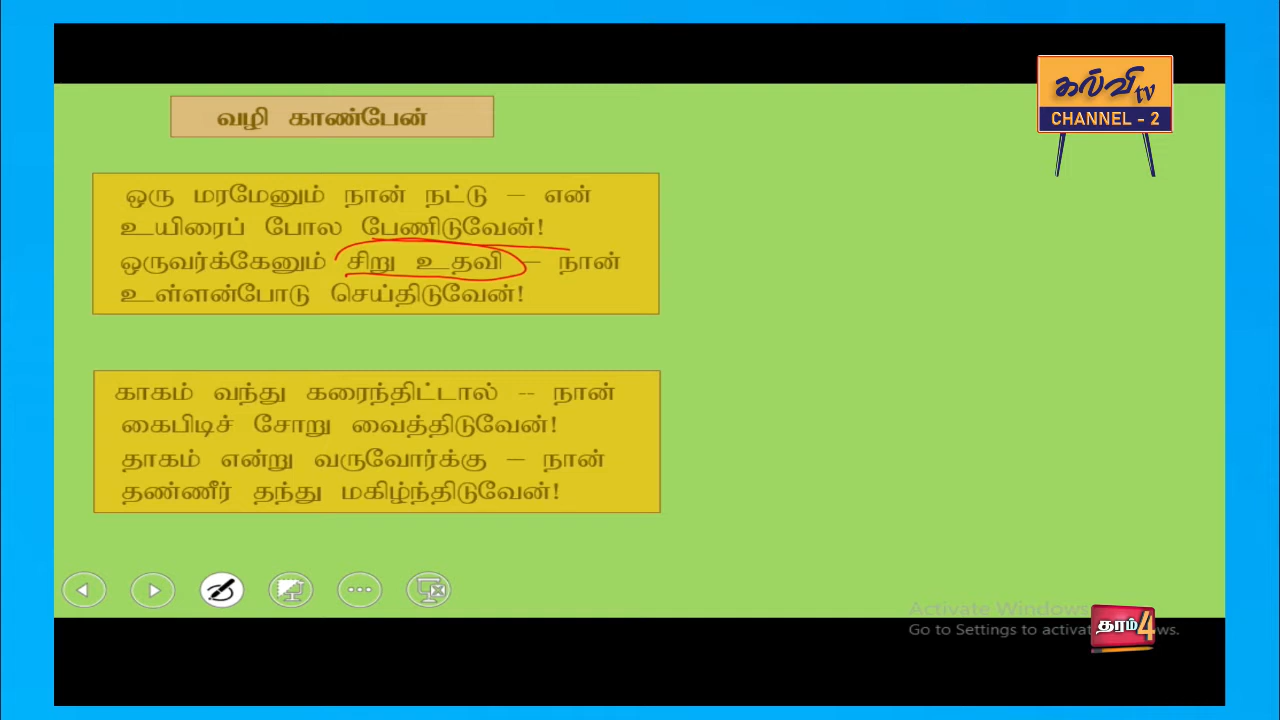 கல்வி tv
CHANNEL - 2
வழி காண்பேன்
ஒரு மரமேனும் நான் நட்டு – என்
உயிரைப் போல பேணிடுவேன்!
ஒருவர்க்கேனும் சிறு உதவி – நான்
உள்ளன்போடு செய்திடுவேன்!
காகம் வந்து கரைந்திட்டால் -- நான்
கைபிடிச் சோறு வைத்திடுவேன்!
தாகம் என்று வருவோர்க்கு – நான்
தண்ணீர் தந்து மகிழ்ந்திடுவேன்!
Activate Windows
Go to Settings to activat ws.
தரம் 4